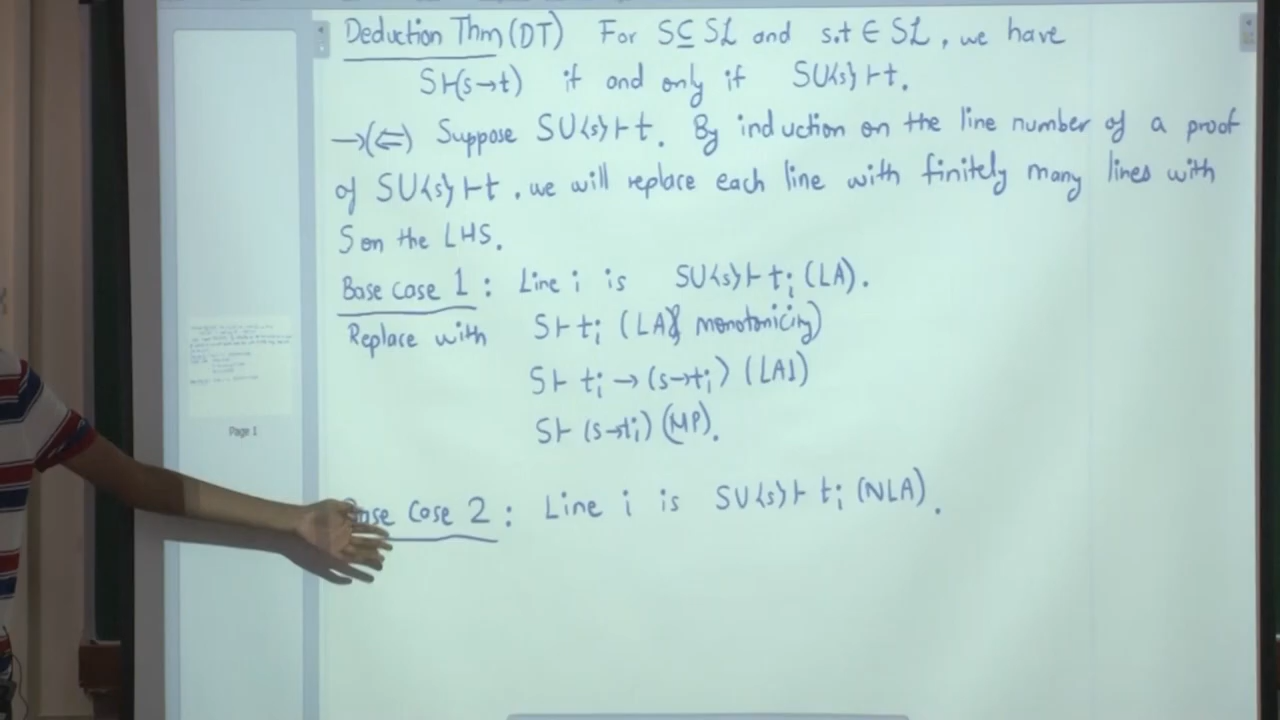 Deduction Thm (DT) For S⊆SL and s,t ∈ SL, we have
S⊢(s→t) if and only if S∪{s}⊢t.
→(⇐) Suppose S∪{s}⊢t. By induction on the line number of a proof
of S∪{s}⊢t, we will replace each line with finitely many lines with
S on the LHS.
Base case 1: Line i is S∪{s}⊢tᵢ (LA).
Replace with S⊢tᵢ (LA, monotonicity)
S⊢ tᵢ→(s→tᵢ) (LA1)
S⊢ (s→tᵢ) (MP).
Case 2: Line i is S∪{s}⊢ tᵢ (NLA).
Page 1